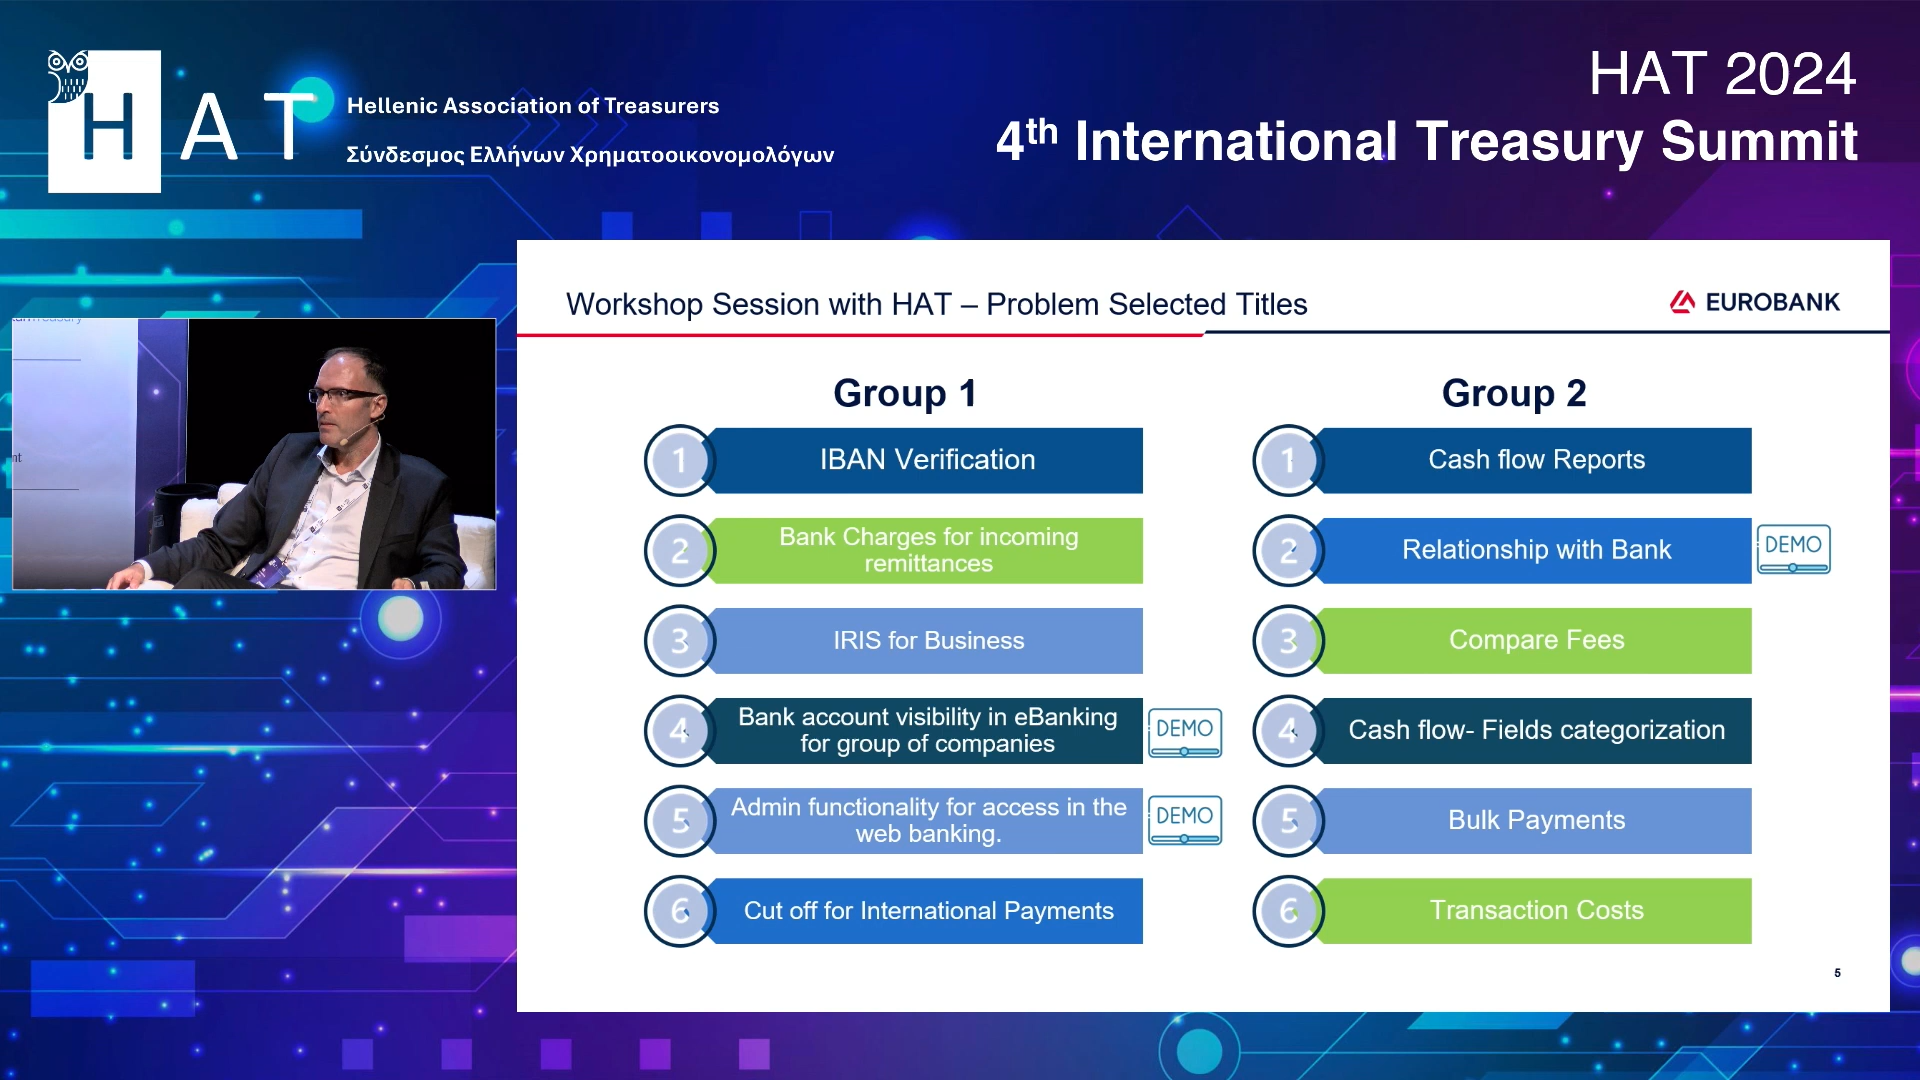 HAT
Hellenic Association of Treasurers
Σύνδεσμος Ελλήνων Χρηματοοικονομολόγων
HAT 2024
4th International Treasury Summit
Workshop Session with HAT – Problem Selected Titles
EUROBANK
Group 1
1 IBAN Verification
2 Bank Charges for incoming
remittances
3 IRIS for Business
4 Bank account visibility in eBanking
for group of companies
DEMO
5 Admin functionality for access in the
web banking.
DEMO
6 Cut off for International Payments
Group 2
1 Cash flow Reports
2 Relationship with Bank
DEMO
3 Compare Fees
4 Cash flow- Fields categorization
5 Bulk Payments
6 Transaction Costs
5